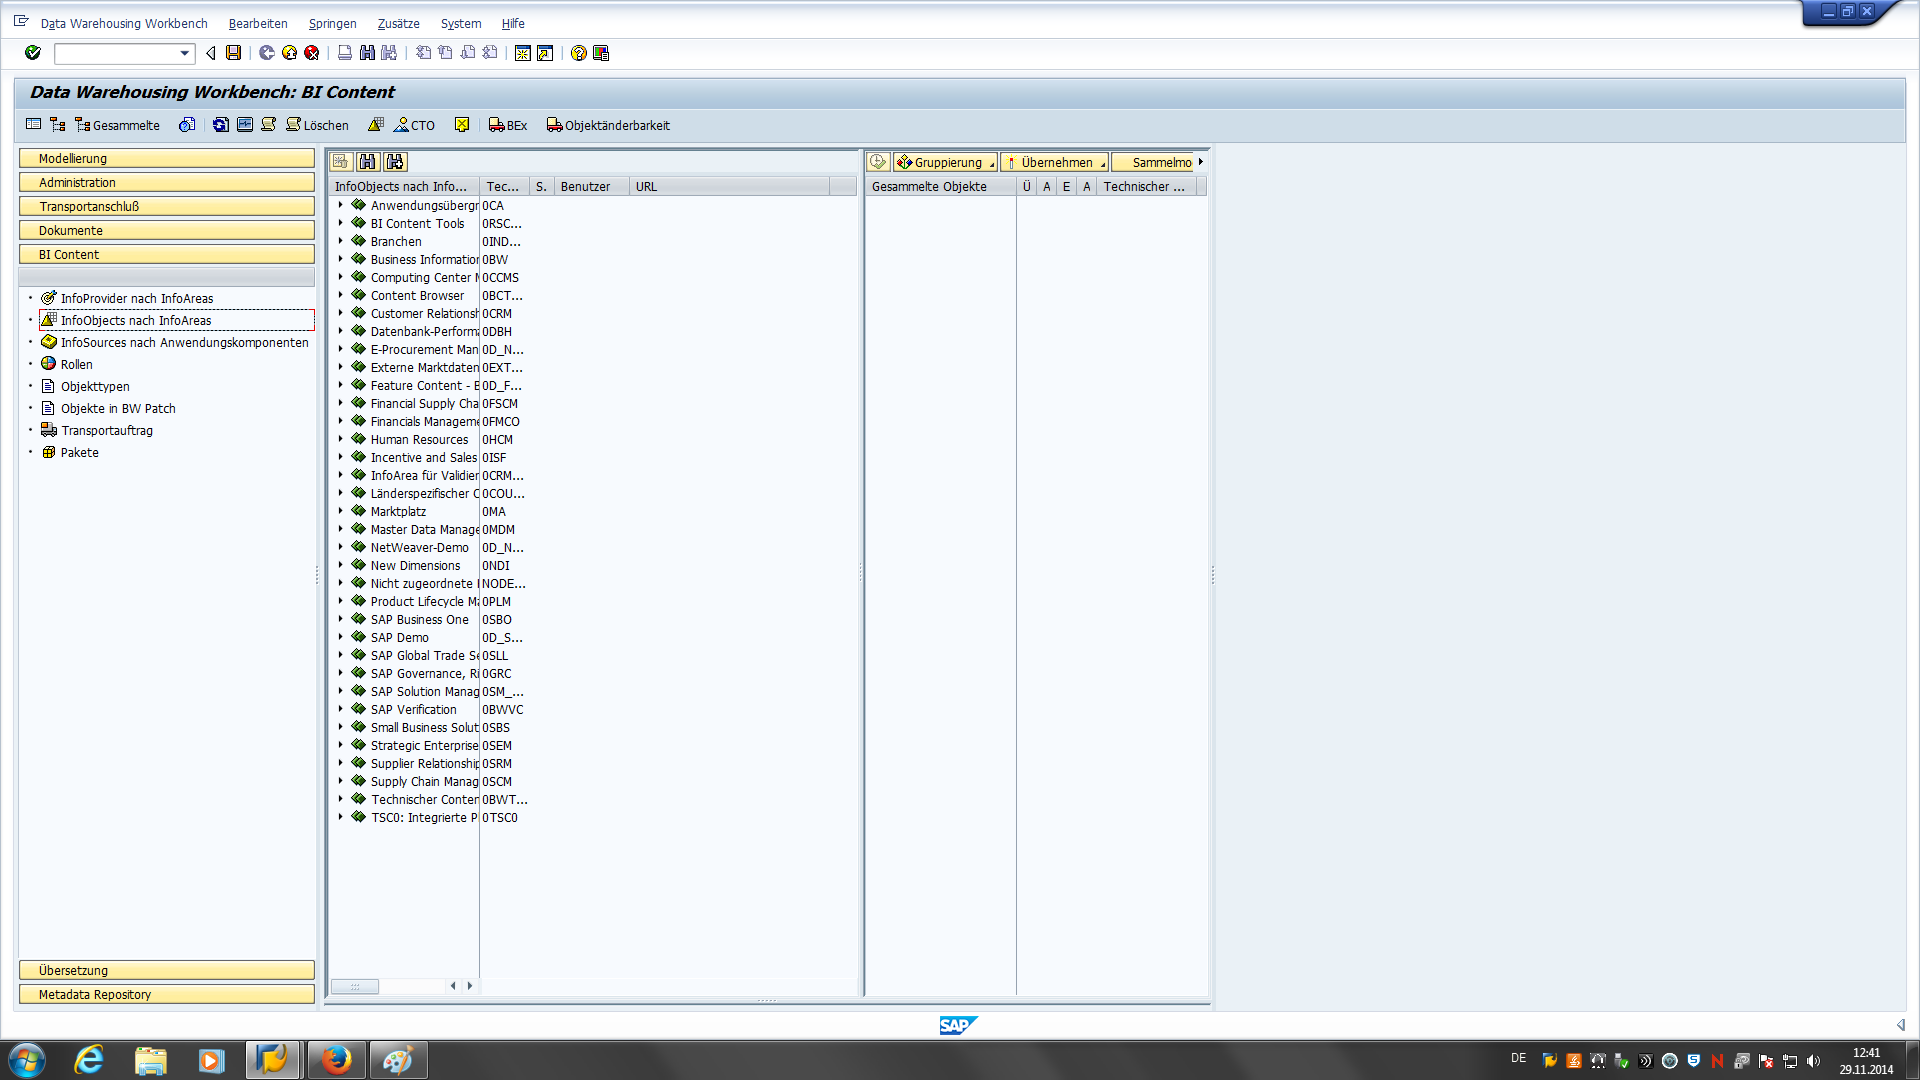 Data Warehousing Workbench Bearbeiten Springen Zusätze System Hilfe
Data Warehousing Workbench: BI Content
Gesammelte Löschen CTO BEx Objektänderbarkeit
Modellierung
Administration
Transportanschluß
Dokumente
BI Content
InfoProvider nach InfoAreas
InfoObjects nach InfoAreas
InfoSources nach Anwendungskomponenten
Rollen
Objekttypen
Objekte in BW Patch
Transportauftrag
Pakete
Übersetzung
Metadata Repository
InfoObjects nach Info... Tec... S. Benutzer URL
Anwendungsübergr 0CA
BI Content Tools 0RSC...
Branchen 0IND...
Business Information 0BW
Computing Center M 0CCMS
Content Browser 0BCT...
Customer Relationsh 0CRM
Datenbank-Performa 0DBH
E-Procurement Man 0D_N...
Externe Marktdaten 0EXT...
Feature Content - B 0D_F...
Financial Supply Cha 0FSCM
Financials Manageme 0FMCO
Human Resources 0HCM
Incentive and Sales 0ISF
InfoArea für Validier 0CRM...
Länderspezifischer C 0COU...
Marktplatz 0MA
Master Data Manage 0MDM
NetWeaver-Demo 0D_N...
New Dimensions 0NDI
Nicht zugeordnete I NODE...
Product Lifecycle Ma 0PLM
SAP Business One 0SBO
SAP Demo 0D_S...
SAP Global Trade Se 0SLL
SAP Governance, Ri 0GRC
SAP Solution Manag 0SM_...
SAP Verification 0BWVC
Small Business Solut 0SBS
Strategic Enterprise 0SEM
Supplier Relationship 0SRM
Supply Chain Manag 0SCM
Technischer Conten 0BWT...
TSC0: Integrierte P 0TSC0
Gruppierung Übernehmen Sammelmo
Gesammelte Objekte Ü A E A Technischer ...
SAP
DE
12:41
29.11.2014